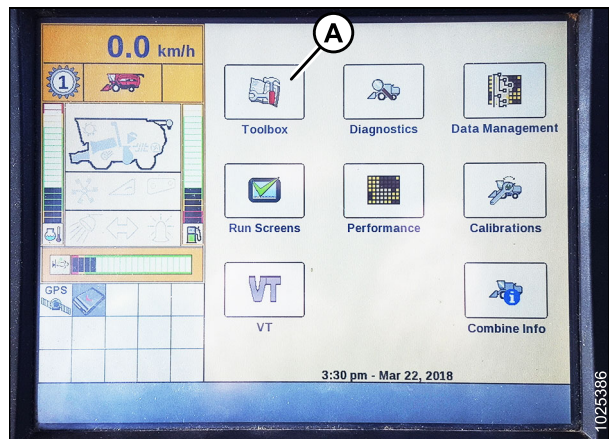 A
0.0 km/h
1
Toolbox
Diagnostics
Data Management
Run Screens
Performance
Calibrations
GPS
VT
VT
Combine Info
3:30 pm - Mar 22, 2018
1025386